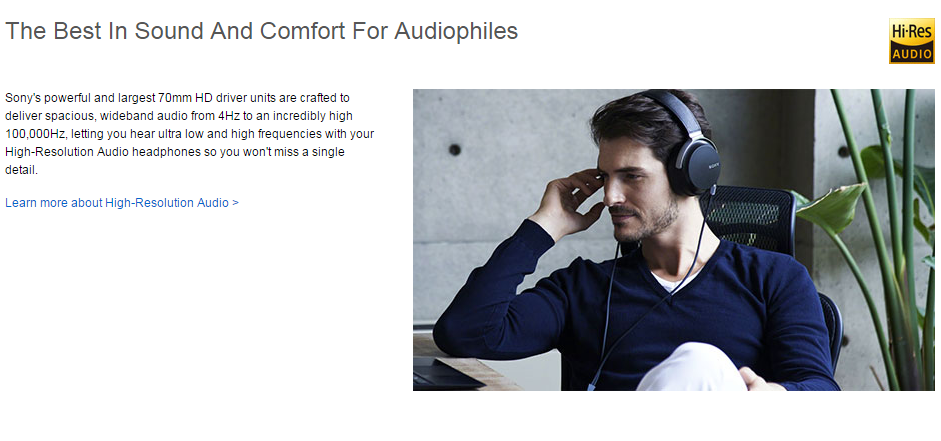 The Best In Sound And Comfort For Audiophiles
Hi-Res
AUDIO
Sony's powerful and largest 70mm HD driver units are crafted to
deliver spacious, wideband audio from 4Hz to an incredibly high
100,000Hz, letting you hear ultra low and high frequencies with your
High-Resolution Audio headphones so you won't miss a single
detail.
Learn more about High-Resolution Audio >
SONY